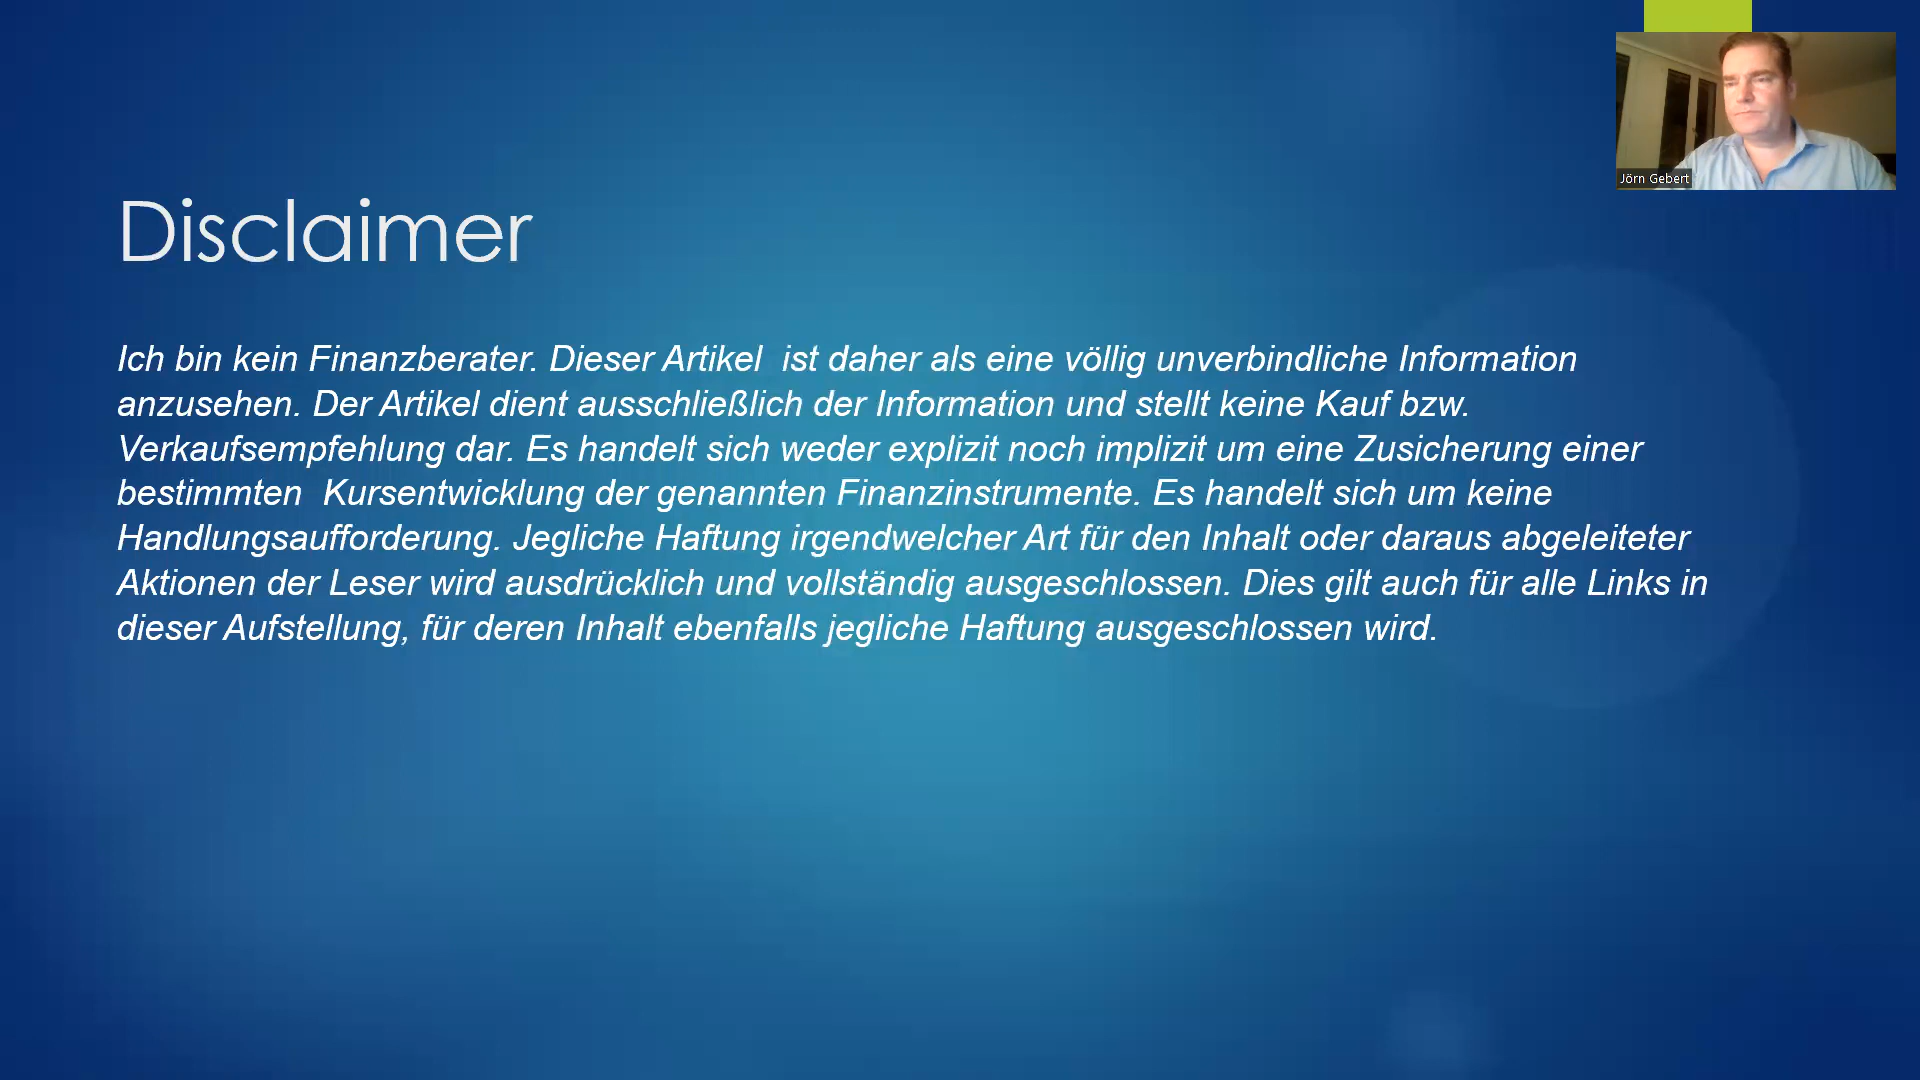 Jörn Gebert
Disclaimer
Ich bin kein Finanzberater. Dieser Artikel  ist daher als eine völlig unverbindliche Information
anzusehen. Der Artikel dient ausschließlich der Information und stellt keine Kauf bzw.
Verkaufsempfehlung dar. Es handelt sich weder explizit noch implizit um eine Zusicherung einer
bestimmten  Kursentwicklung der genannten Finanzinstrumente. Es handelt sich um keine
Handlungsaufforderung. Jegliche Haftung irgendwelcher Art für den Inhalt oder daraus abgeleiteter
Aktionen der Leser wird ausdrücklich und vollständig ausgeschlossen. Dies gilt auch für alle Links in
dieser Aufstellung, für deren Inhalt ebenfalls jegliche Haftung ausgeschlossen wird.